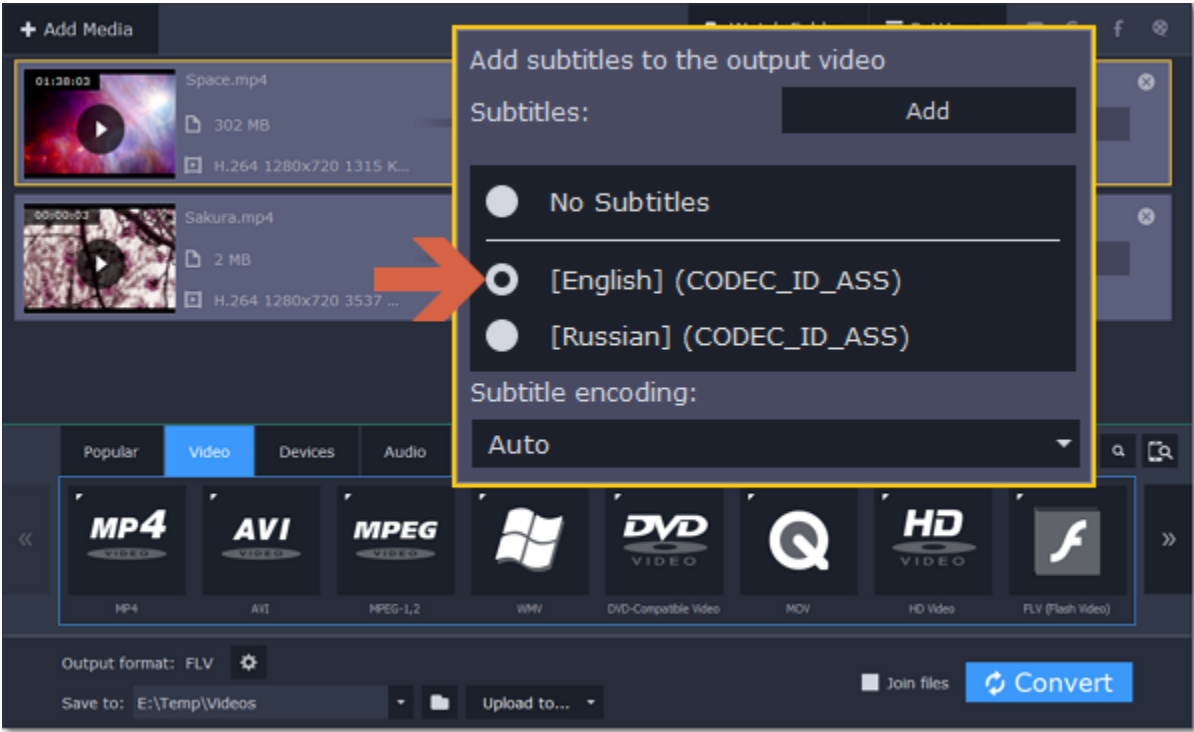 + Add Media
01:38:03
Space.mp4
302 MB
H.264 1280x720 1315 K...
00:00:03
Sakura.mp4
2 MB
H.264 1280x720 3537 ...
Add subtitles to the output video
Subtitles:
Add
No Subtitles
[English] (CODEC_ID_ASS)
[Russian] (CODEC_ID_ASS)
Subtitle encoding:
Auto
Popular
Video
Devices
Audio
MP4 VIDEO
AVI VIDEO
MPEG VIDEO
DVD VIDEO
HD VIDEO
MP4
AVI
MPEG-1,2
WMV
DVD-Compatible Video
MOV
HD Video
FLV (Flash Video)
Output format: FLV
Join files
Convert
Save to: E:\Temp\Videos
Upload to...